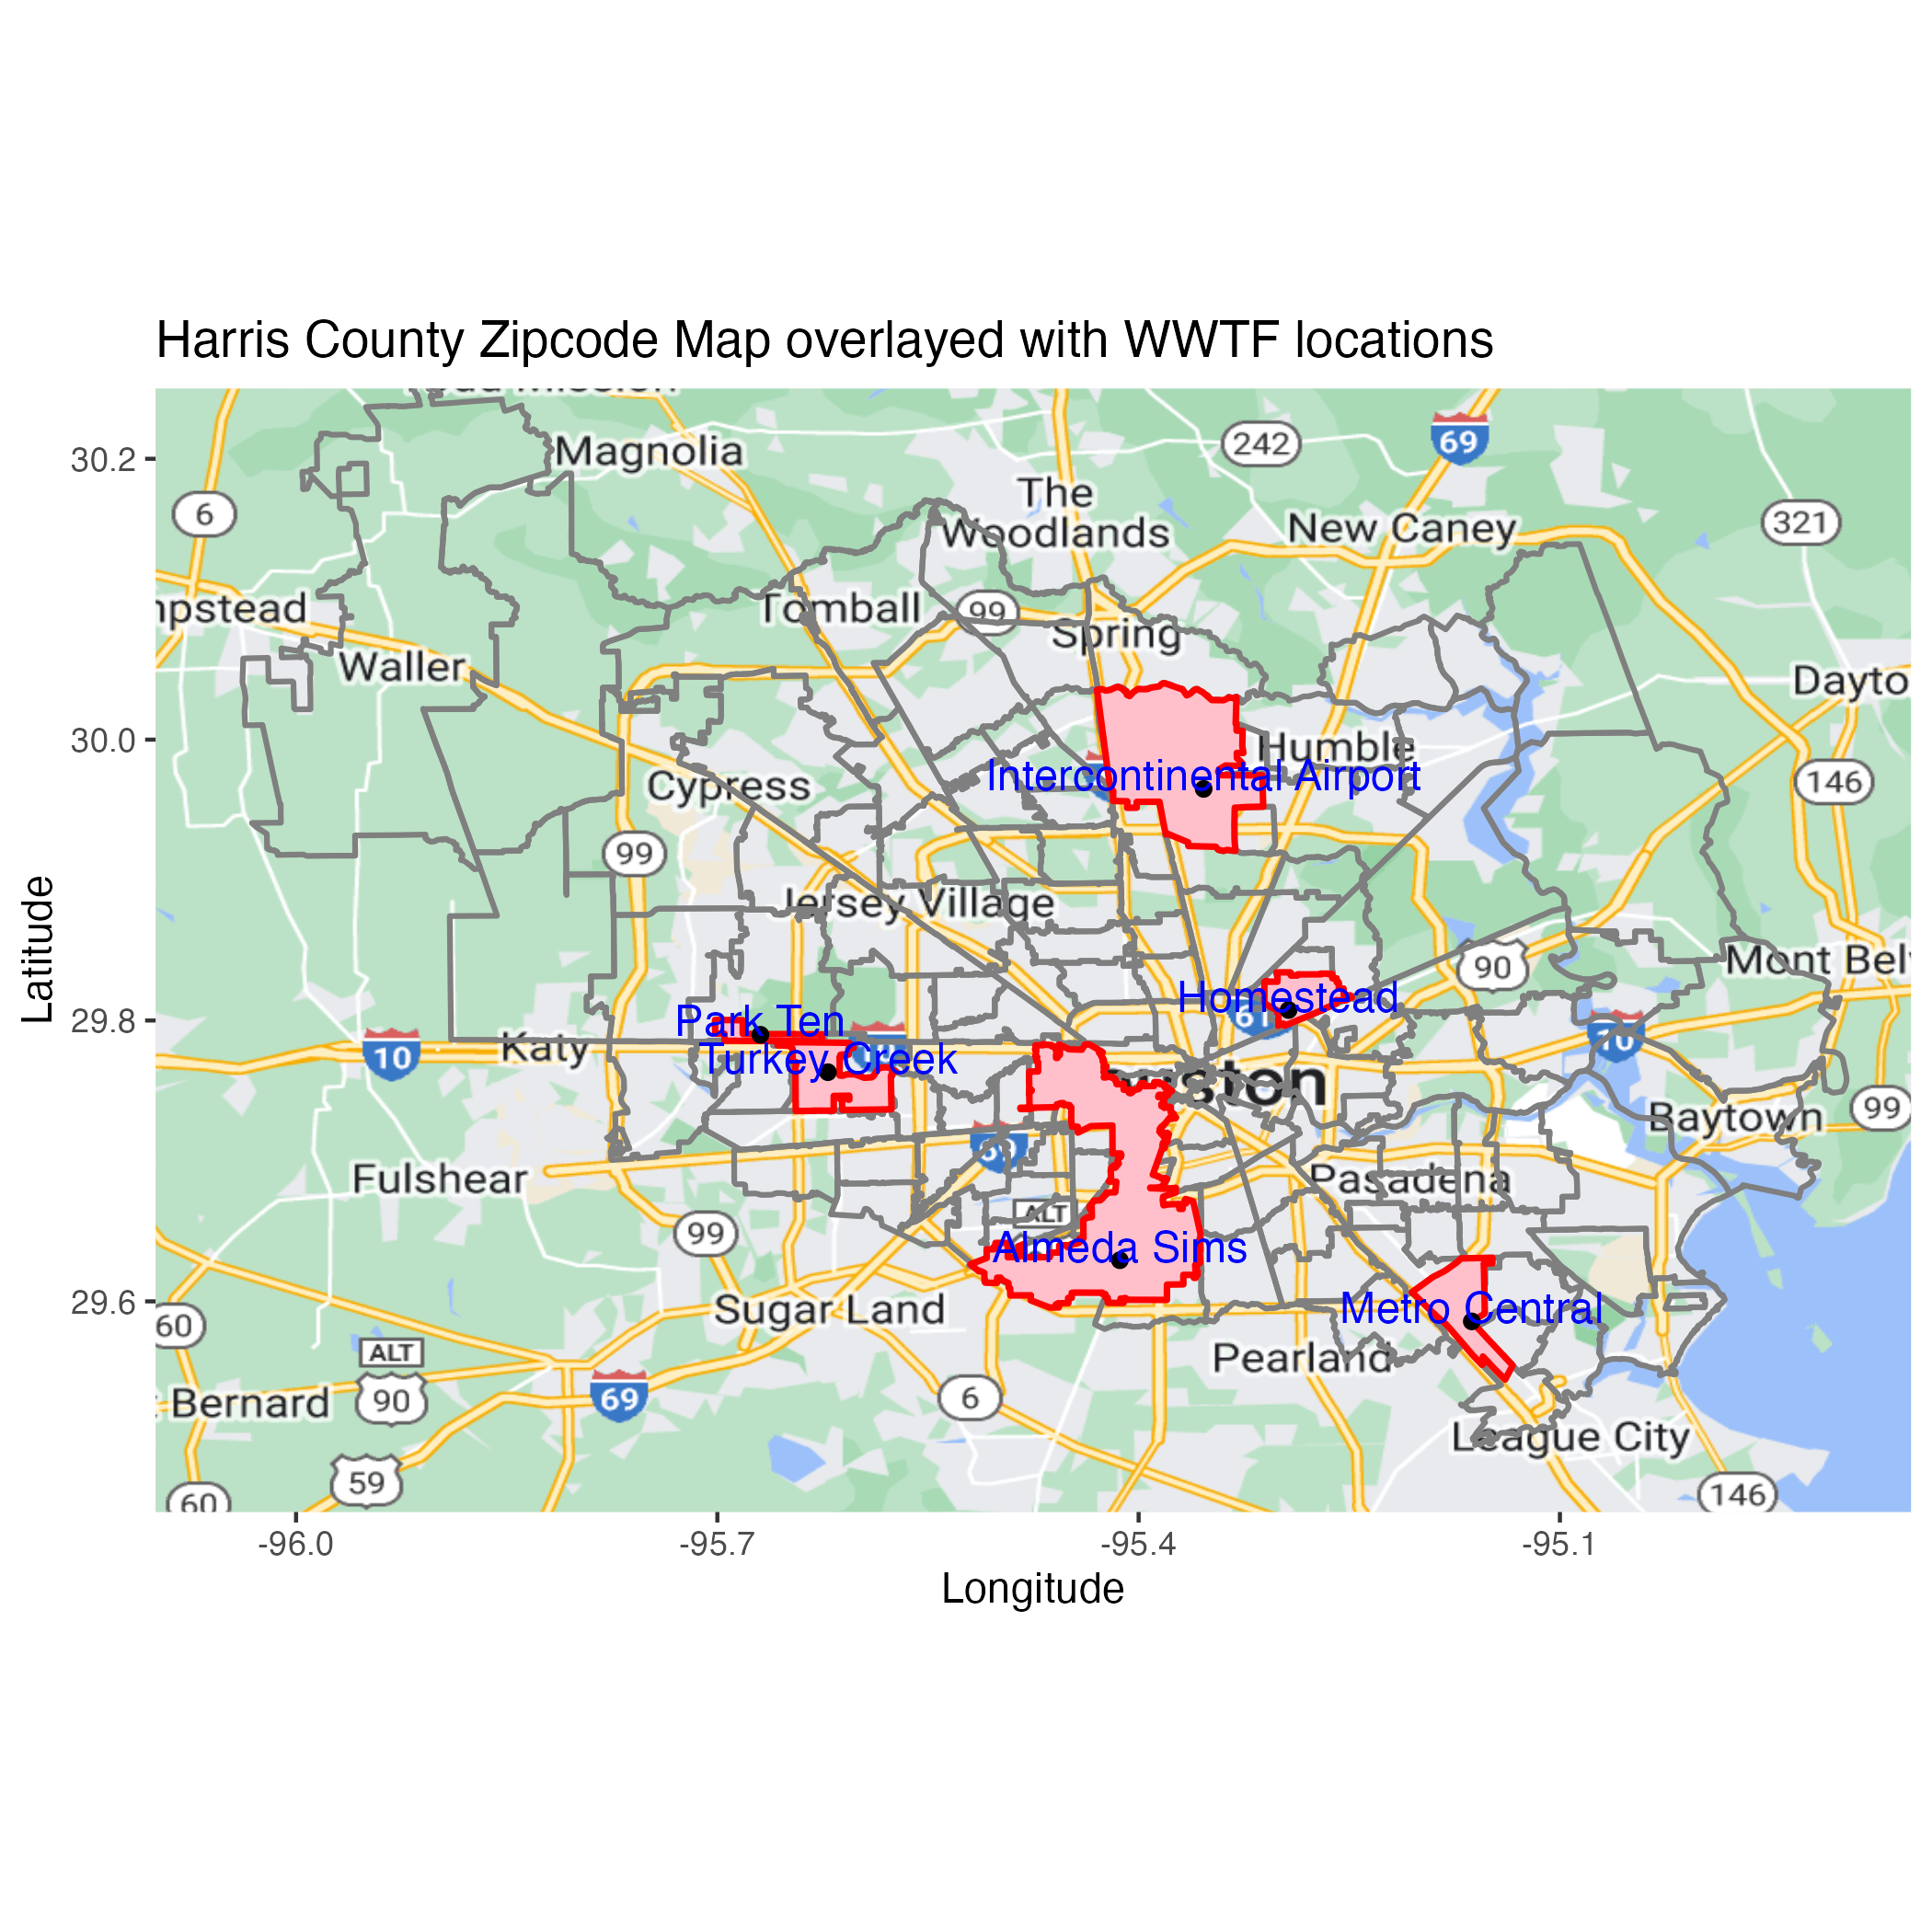 Harris County Zipcode Map overlayed with WWTF locations
Magnolia
242
69
6
The
Woodlands
New Caney
321
Tomball
99
Spring
Waller
Dayto
Humble
Intercontinental Airport
Cypress
146
99
Jersey Village
90
Mont Bel
Homestead
Park Ten
10
Katy
Turkey Creek
10
Baytown
99
Fulshear
Pasadena
ALT
99
Almeda Sims
Sugar Land
Metro Central
60
ALT
90
Pearland
Bernard
69
6
League City
59
146
60
30.2
30.0
29.8
29.6
Latitude
-96.0
-95.7
-95.4
-95.1
Longitude